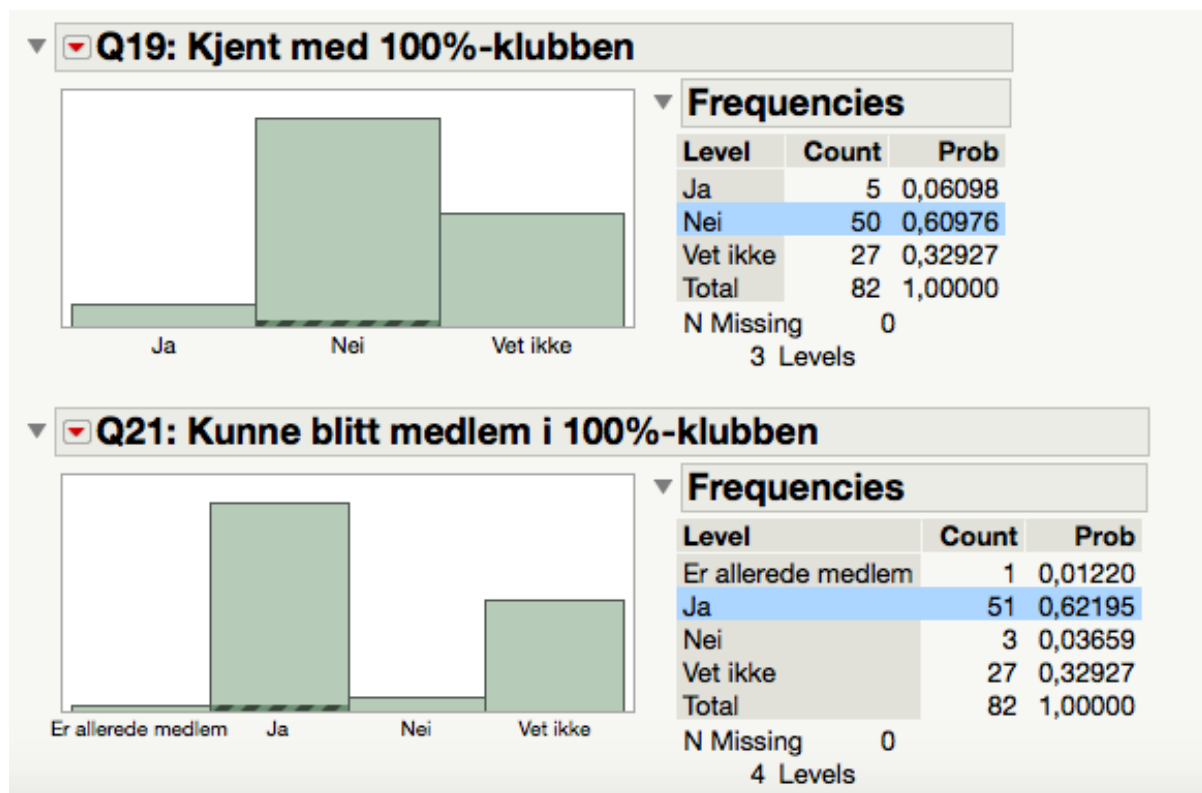 Q19: Kjent med 100%-klubben
Ja Nei Vet ikke
Frequencies
Level Count Prob
Ja 5 0,06098
Nei 50 0,60976
Vet ikke 27 0,32927
Total 82 1,00000
N Missing 0
3 Levels
Q21: Kunne blitt medlem i 100%-klubben
Er allerede medlem Ja Nei Vet ikke
Frequencies
Level Count Prob
Er allerede medlem 1 0,01220
Ja 51 0,62195
Nei 3 0,03659
Vet ikke 27 0,32927
Total 82 1,00000
N Missing 0
4 Levels